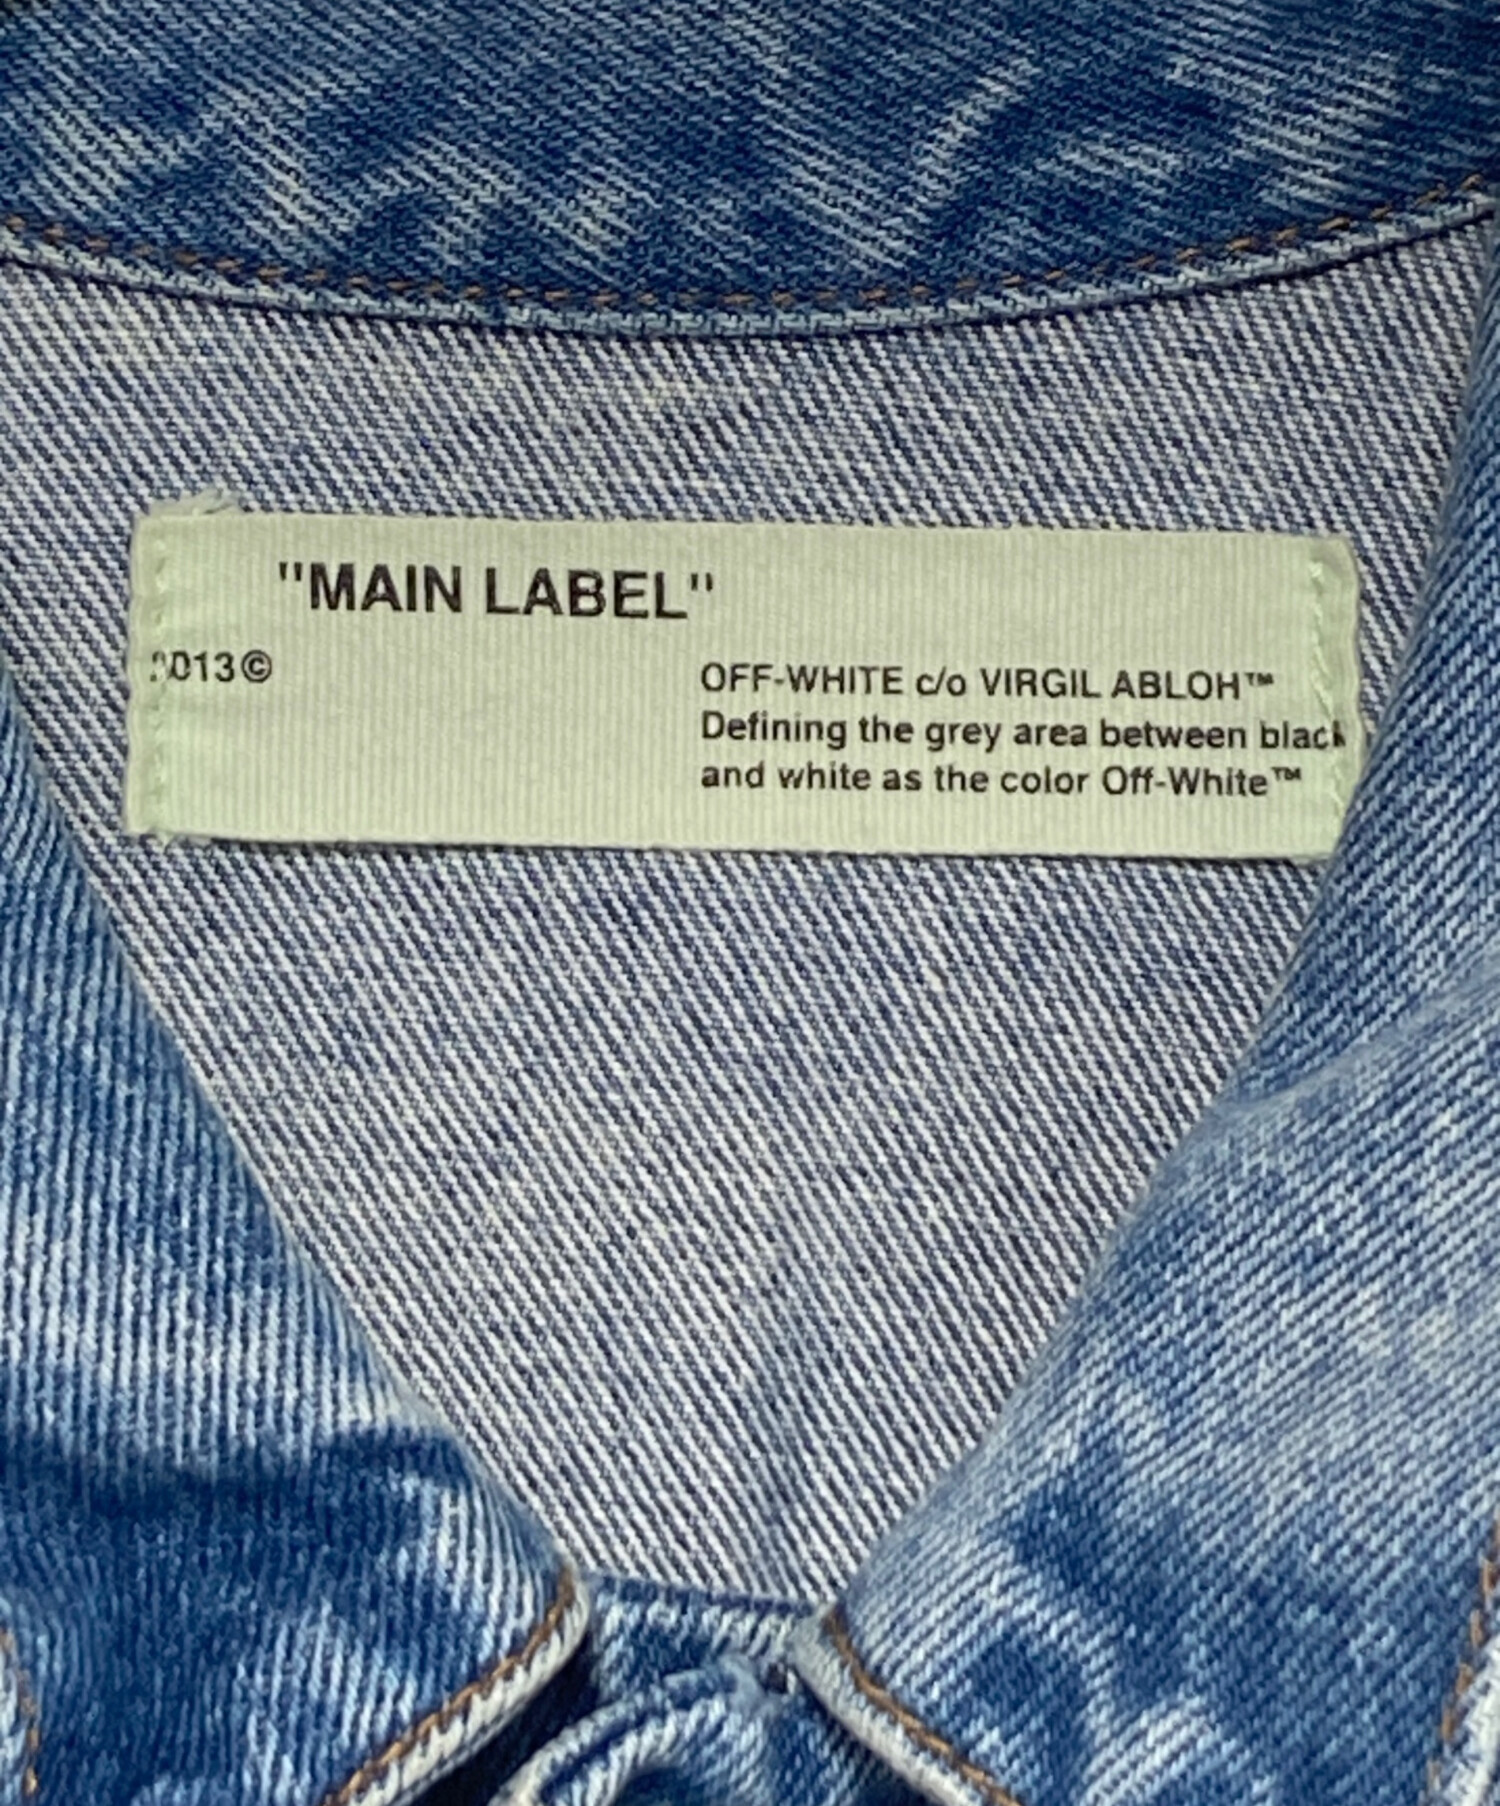 "MAIN LABEL"
2013©
OFF-WHITE c/o VIRGIL ABLOH™
Defining the grey area between black
and white as the color Off-White™